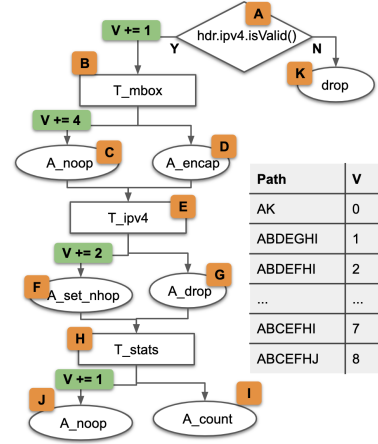 A
V += 1
hdr.ipv4.isValid()
Y
N
B
K
T_mbox
drop
V += 4
C
D
A_noop
A_encap
E
T_ipv4
V += 2
F
G
A_set_nhop
A_drop
H
T_stats
V += 1
J
I
A_noop
A_count
Path V
AK 0
ABDEGHI 1
ABDEFHI 2
... ...
ABCEFHI 7
ABCEFHJ 8